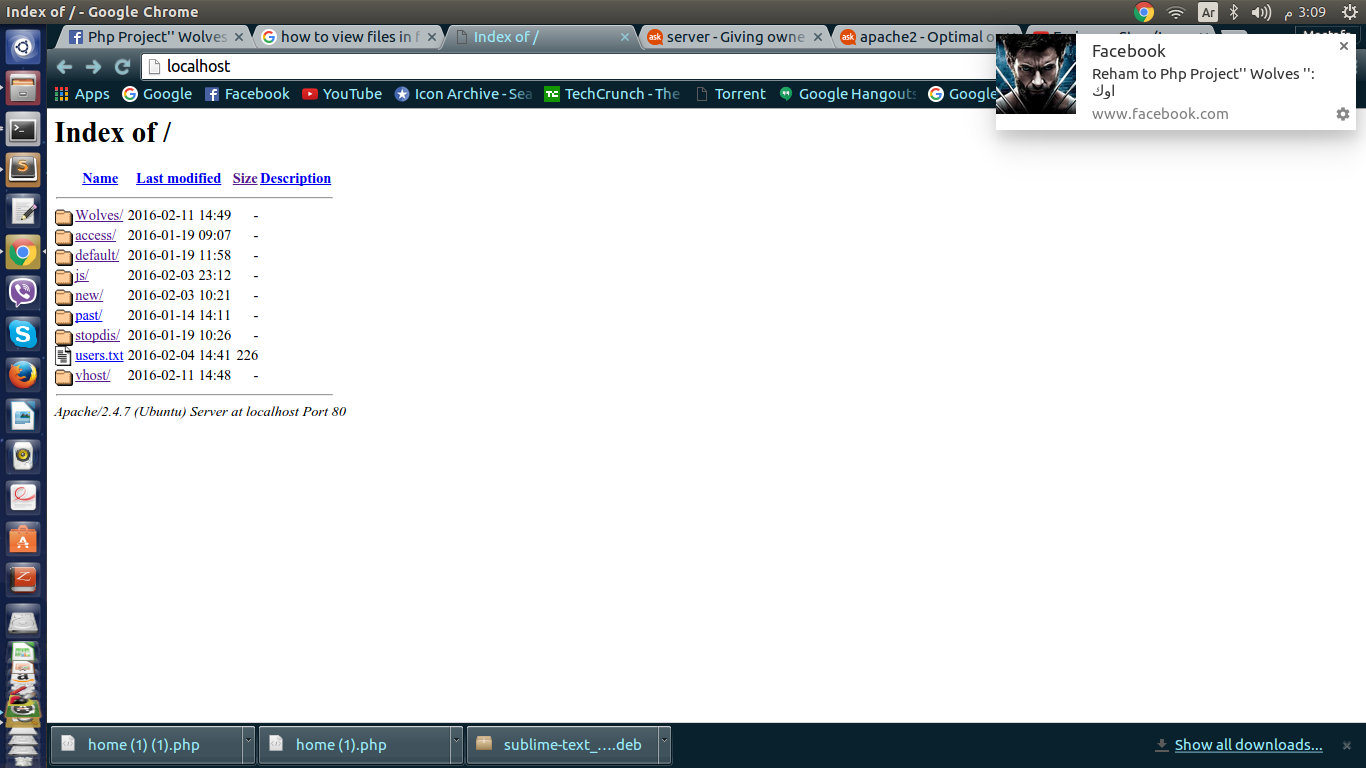 Index of / - Google Chrome
Ar
3:09 م
Php Project'' Wolves
how to view files in f
Index of /
server - Giving owne
apache2 - Optimal o
localhost
Apps
Google
Facebook
YouTube
Icon Archive - Sea
TechCrunch - The
Torrent
Google Hangouts
Google
Facebook
Reham to Php Project'' Wolves '':
اوك
www.facebook.com
Index of /
Name Last modified Size Description
Wolves/ 2016-02-11 14:49 -
access/ 2016-01-19 09:07 -
default/ 2016-01-19 11:58 -
js/ 2016-02-03 23:12 -
new/ 2016-02-03 10:21 -
past/ 2016-01-14 14:11 -
stopdis/ 2016-01-19 10:26 -
users.txt 2016-02-04 14:41 226
vhost/ 2016-02-11 14:48 -
Apache/2.4.7 (Ubuntu) Server at localhost Port 80
home (1) (1).php
home (1).php
sublime-text_....deb
Show all downloads...